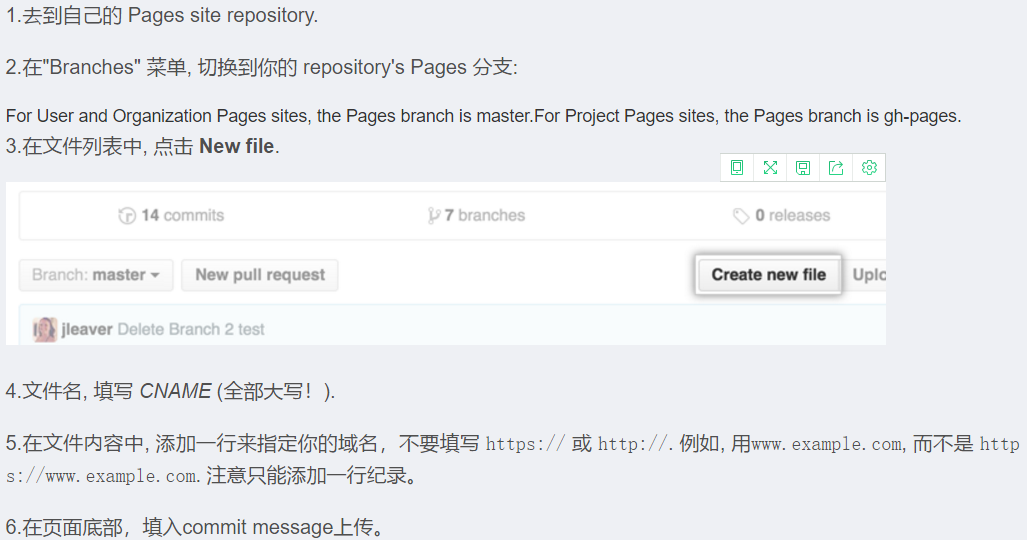 1.去到自己的 Pages site repository.
2.在"Branches" 菜单, 切换到你的 repository's Pages 分支:
For User and Organization Pages sites, the Pages branch is master.For Project Pages sites, the Pages branch is gh-pages.
3.在文件列表中, 点击 New file.
14 commits 7 branches 0 releases
Branch: master New pull request Create new file Uplo
jleaver Delete Branch 2 test
4.文件名, 填写 CNAME (全部大写！).
5.在文件内容中, 添加一行来指定你的域名，不要填写 https:// 或 http://. 例如, 用www.example.com, 而不是 http
s://www.example.com. 注意只能添加一行纪录。
6.在页面底部，填入commit message上传。